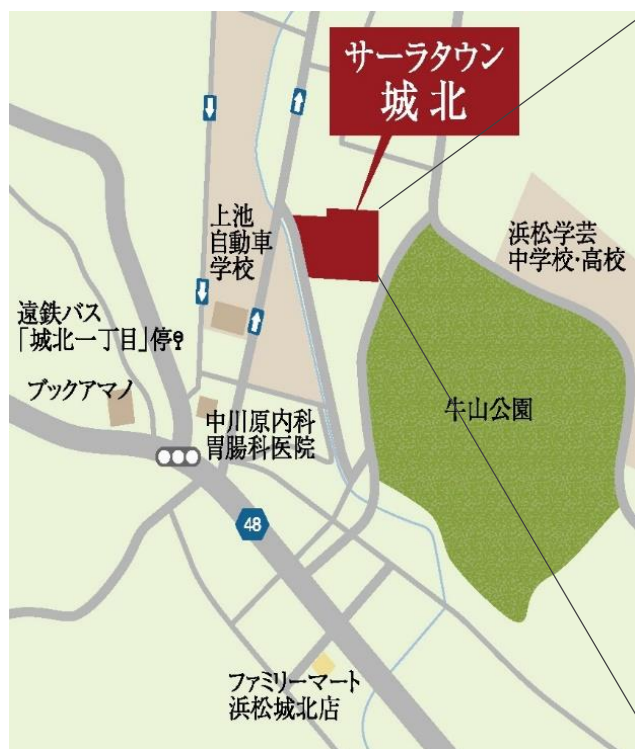 サーラタウン
城北
上池
自動車
学校
浜松学芸
中学校・高校
遠鉄バス
「城北一丁目」停
ブックアマノ
中川原内科
胃腸科医院
牛山公園
48
ファミリーマート
浜松城北店